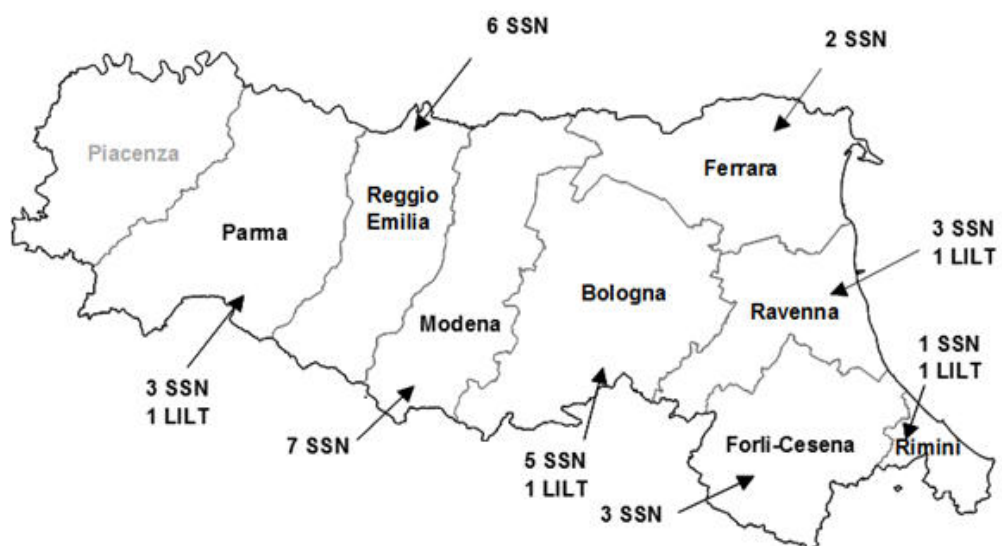 6 SSN
2 SSN
Piacenza
Ferrara
Reggio
Emilia
Parma
3 SSN
1 LILT
Bologna
Ravenna
Modena
1 SSN
1 LILT
3 SSN
1 LILT
7 SSN
Forli-Cesena
Rimini
5 SSN
1 LILT
3 SSN